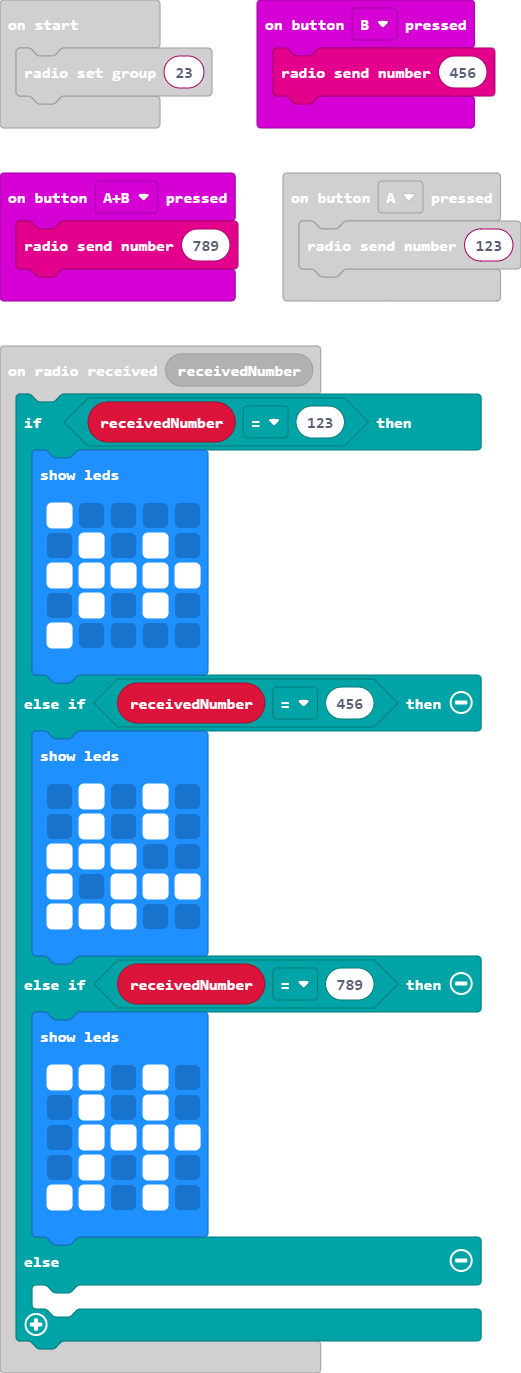 on start
radio set group 23
on button B pressed
radio send number 456
on button A+B pressed
radio send number 789
on button A pressed
radio send number 123
on radio received receivedNumber
if receivedNumber = 123 then
show leds
else if receivedNumber = 456 then
show leds
else if receivedNumber = 789 then
show leds
else